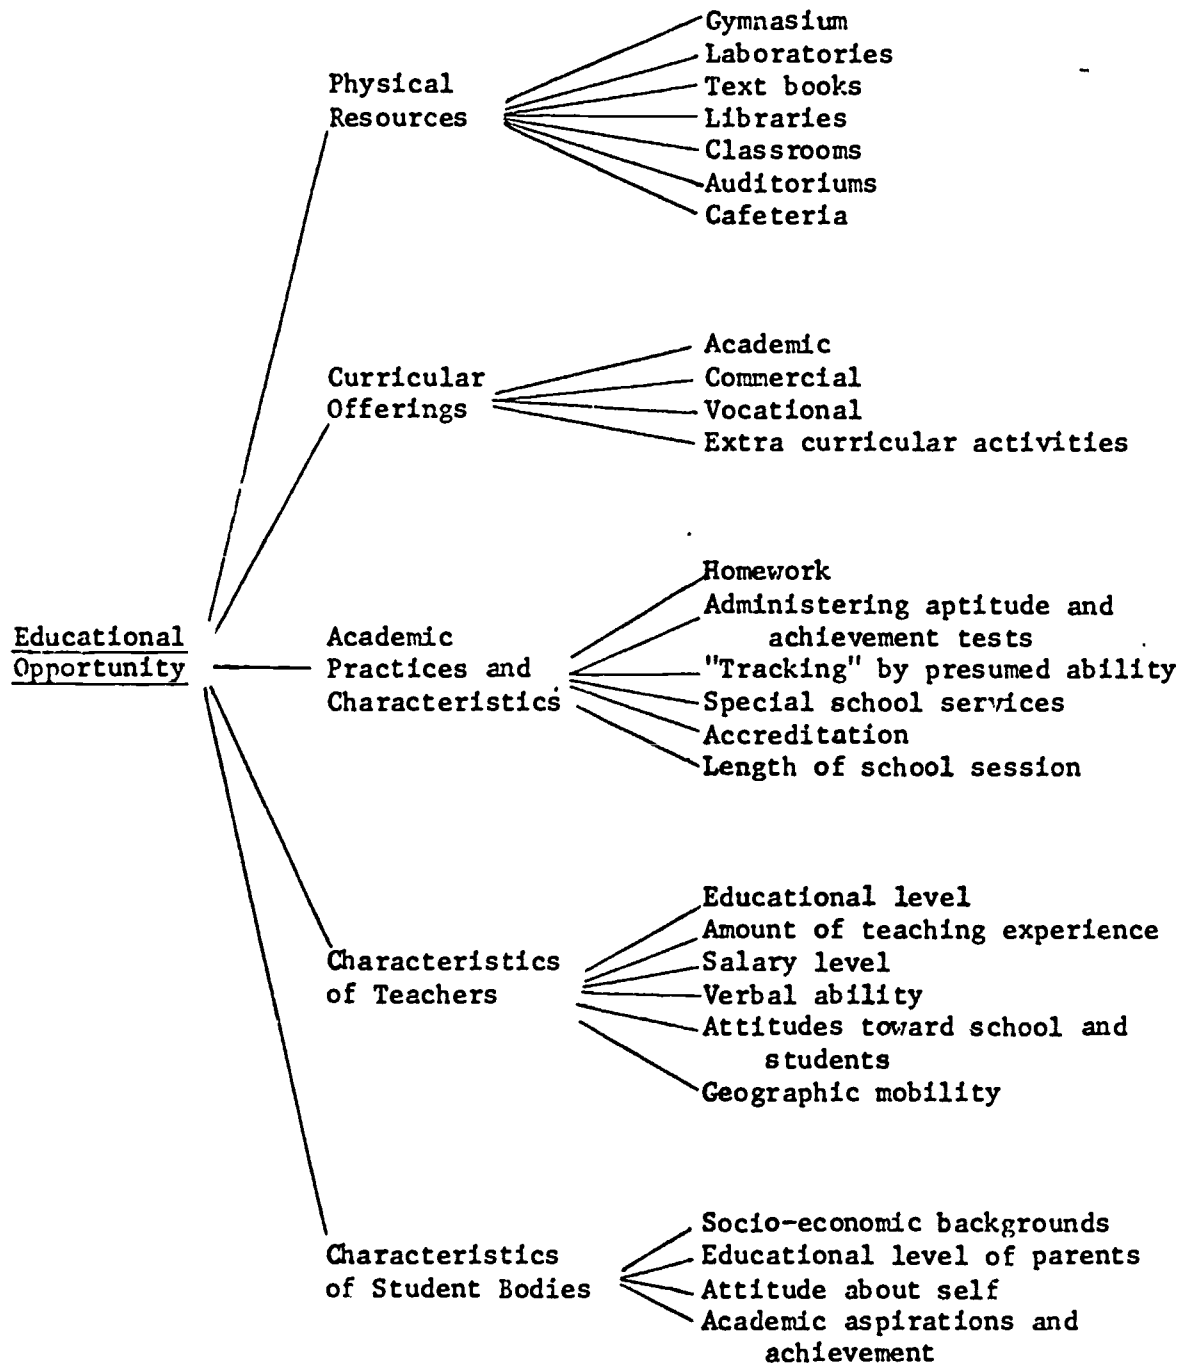 Educational
Opportunity
Physical
Resources
Gymnasium
Laboratories
Text books
Libraries
Classrooms
Auditoriums
Cafeteria
Curricular
Offerings
Academic
Commercial
Vocational
Extra curricular activities
Academic
Practices and
Characteristics
Homework
Administering aptitude and
achievement tests
"Tracking" by presumed ability
Special school services
Accreditation
Length of school session
Characteristics
of Teachers
Educational level
Amount of teaching experience
Salary level
Verbal ability
Attitudes toward school and
students
Geographic mobility
Characteristics
of Student Bodies
Socio-economic backgrounds
Educational level of parents
Attitude about self
Academic aspirations and
achievement